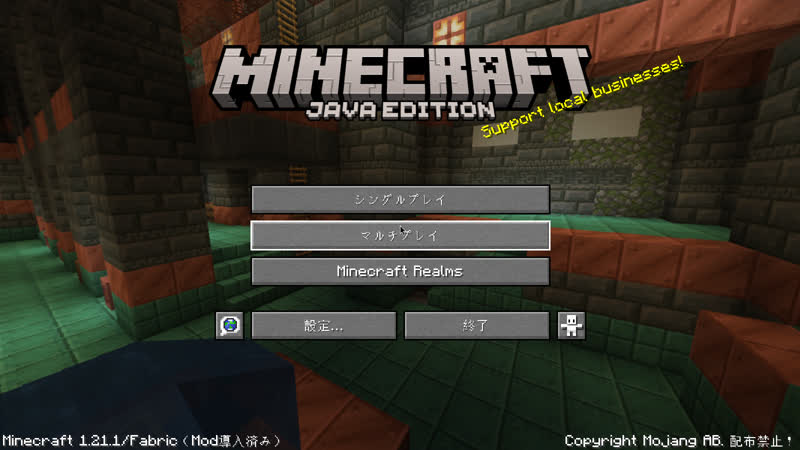 MINECRAFT
JAVA EDITION
Support local businesses!
シングルプレイ
マルチプレイ
Minecraft Realms
設定...
終了
Minecraft 1.21.1/Fabric（Mod導入済み）
Copyright Mojang AB. 配布禁止！